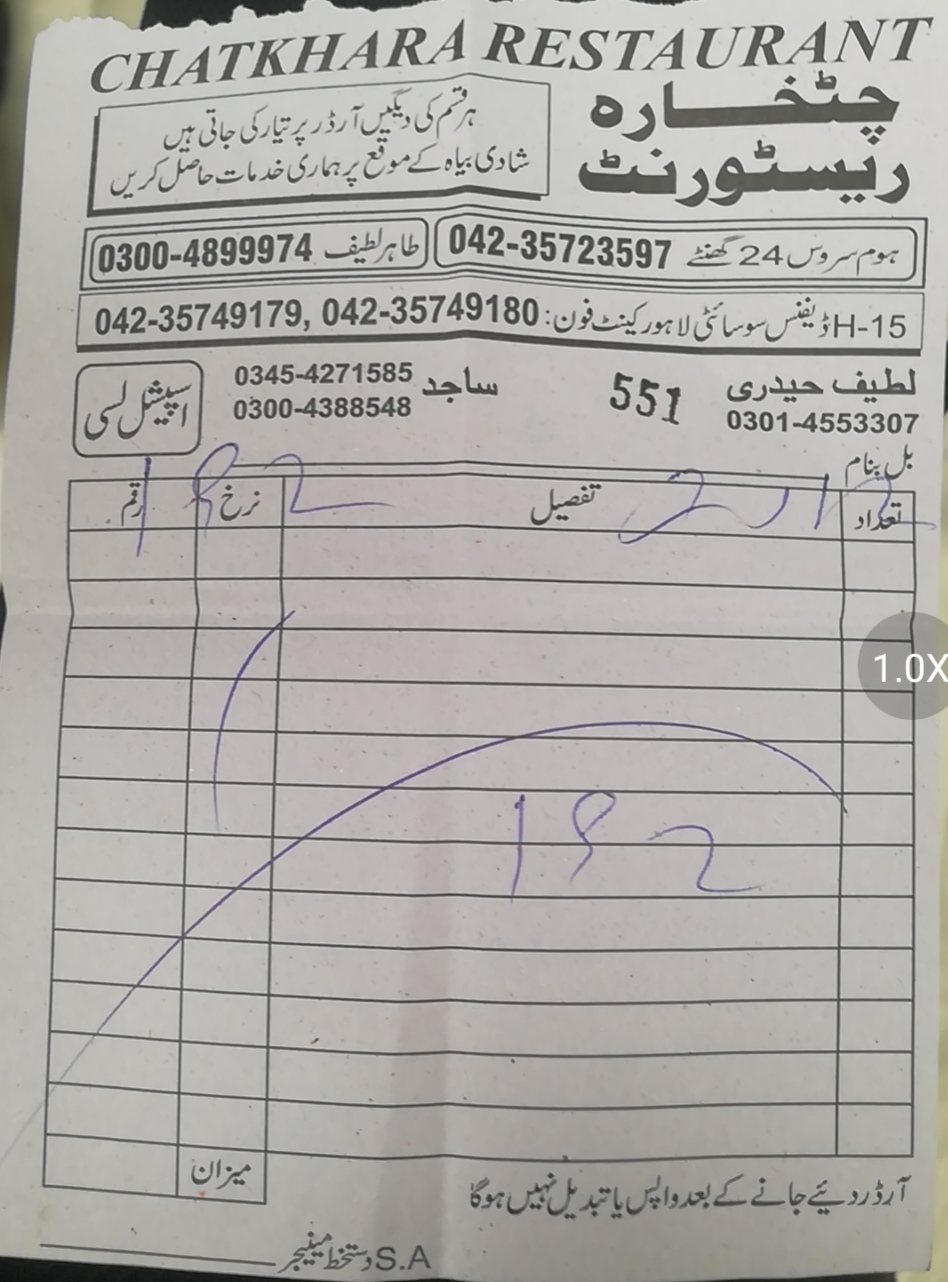 CHATKHARA RESTAURANT
چٹخارہ
ریسٹورنٹ
ہر قسم کی دیگیں آرڈر پر تیار کی جاتی ہیں
شادی بیاہ کے موقع پر ہماری خدمات حاصل کریں
ہوم سروس 24 گھنٹے 042-35723597
طاہر لطیف 0300-4899974
H-15 ڈیفنس سوسائٹی لاہور کینٹ فون: 042-35749179, 042-35749180
لطیف حیدری
0301-4553307
551
ساجد 0345-4271585
0300-4388548
اسپیشل لسی
بل بنام
تعداد تفصیل نرخ رقم
192
192
میزان
آرڈر دیئے جانے کے بعد واپس یا تبدیل نہیں ہوگا
S.A دستخط مینیجر
1.0X